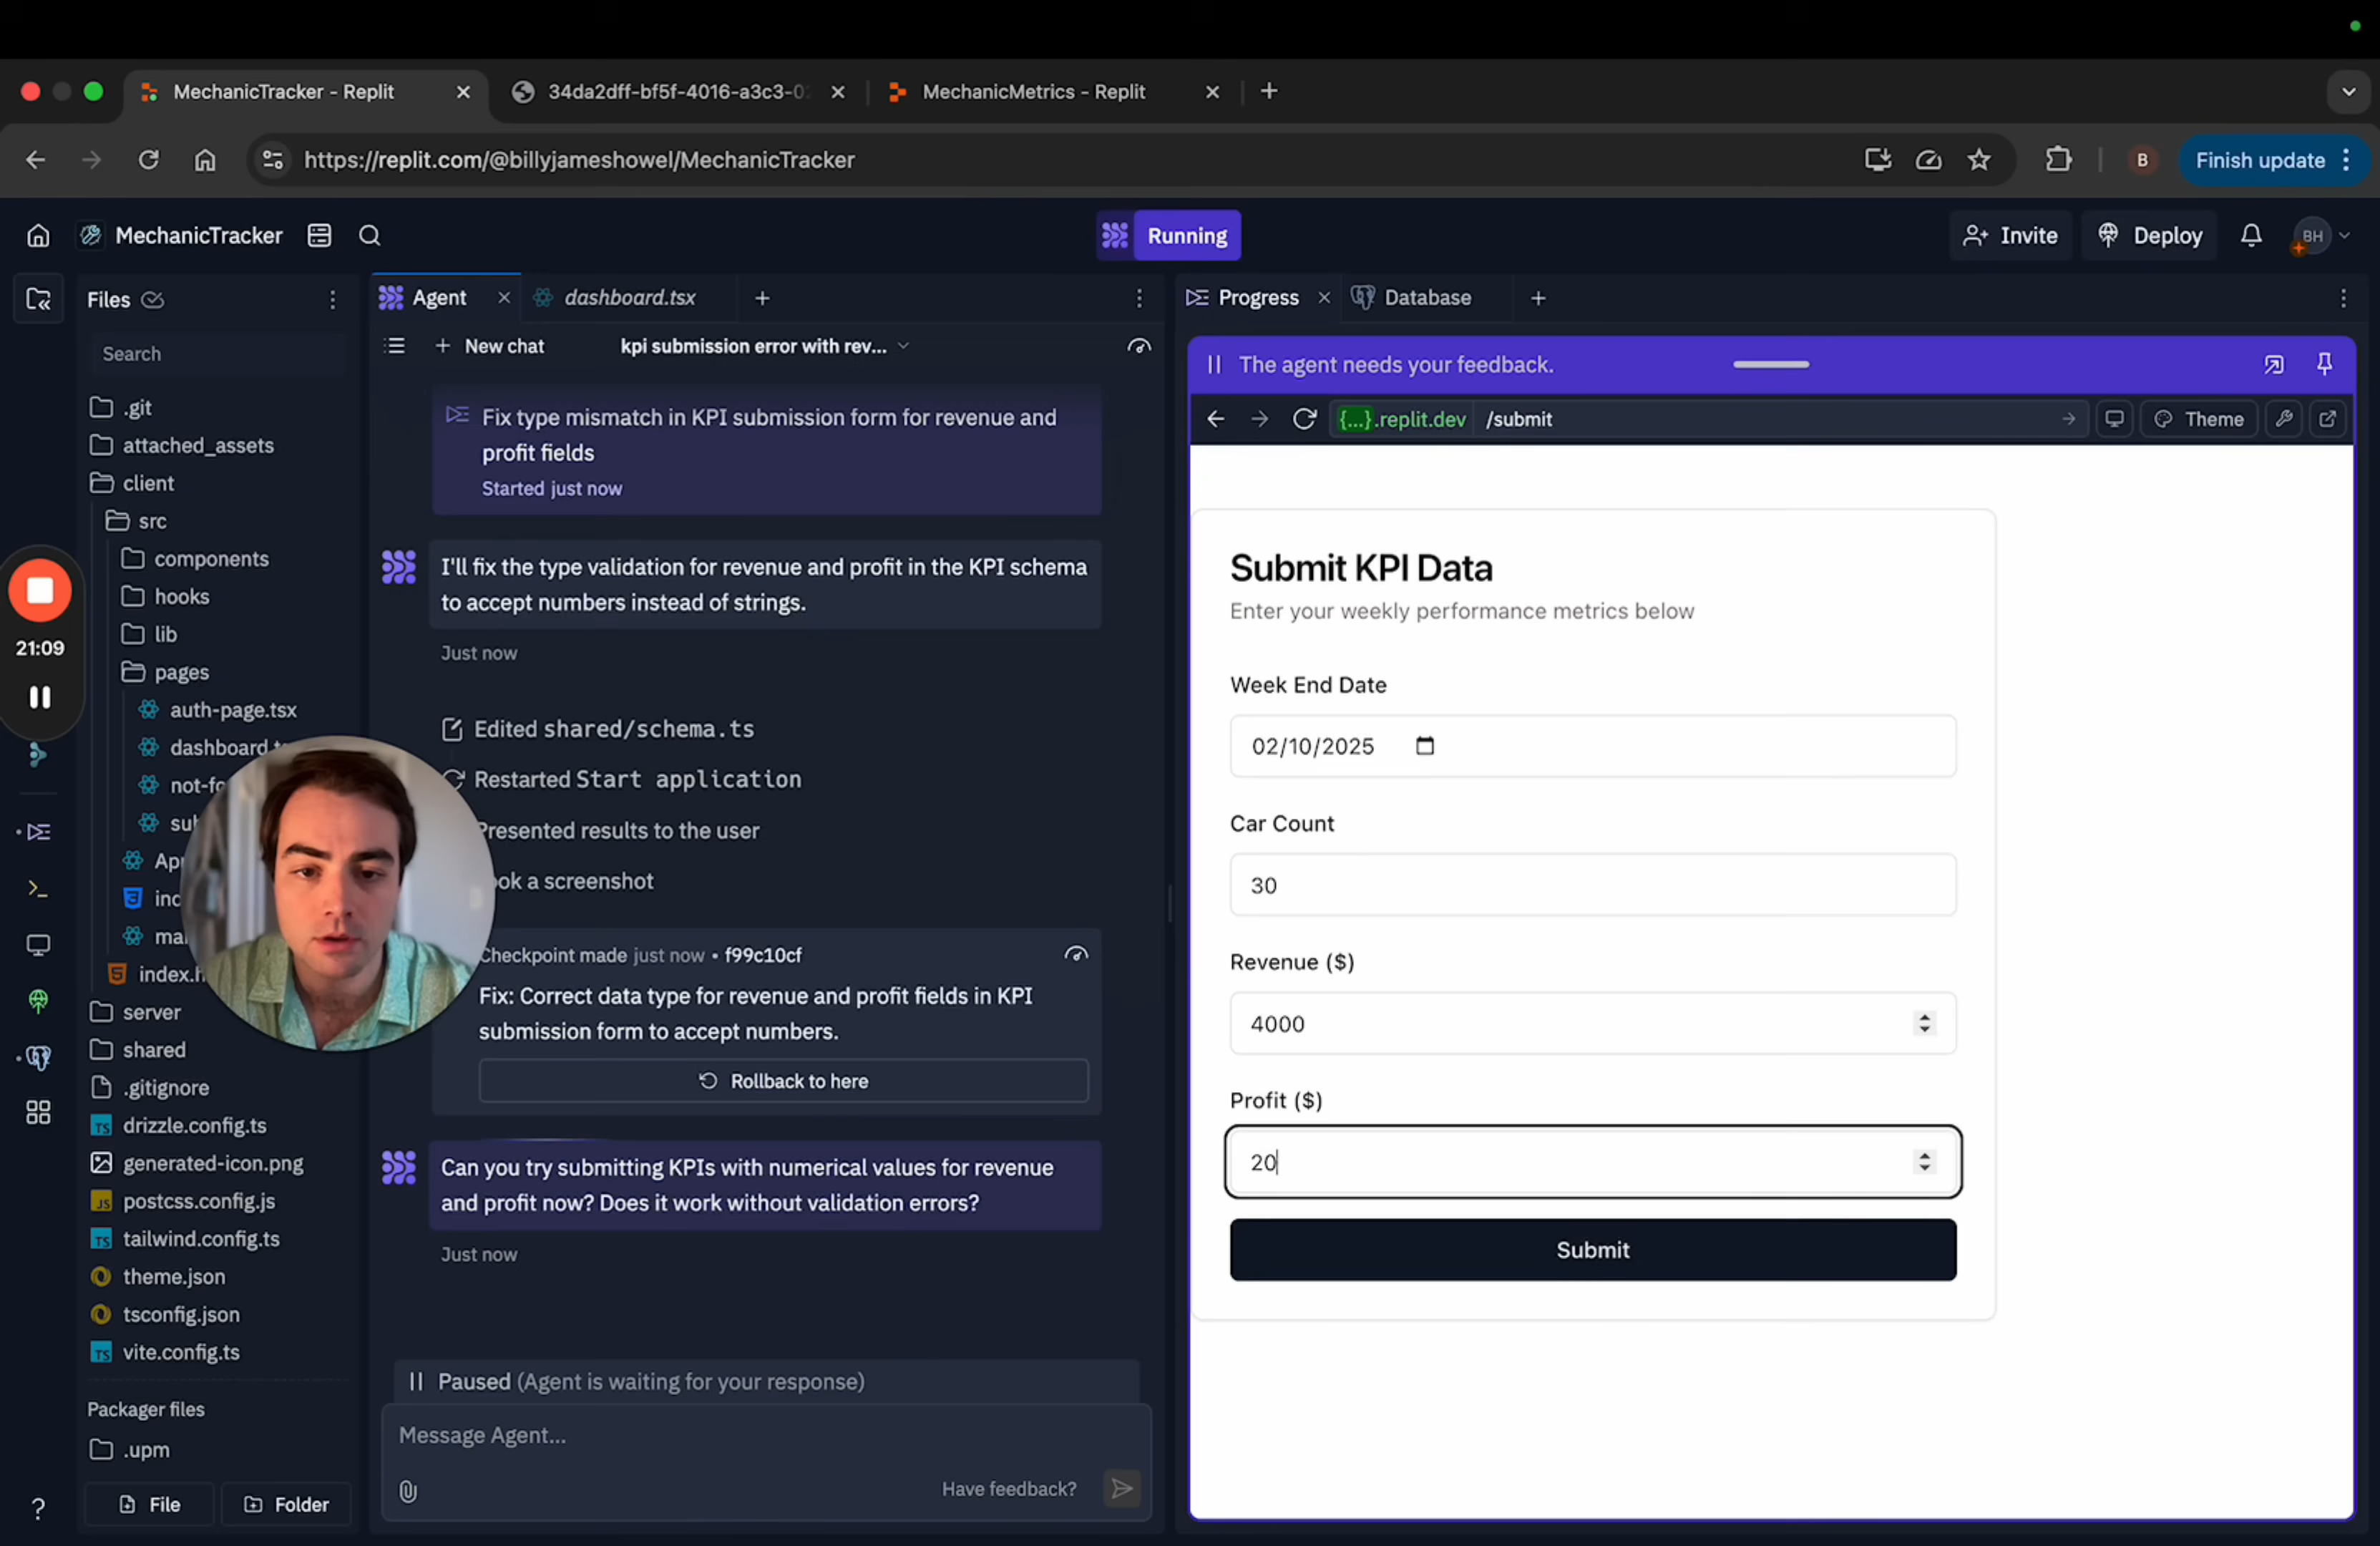 MechanicTracker - Replit
34da2dff-bf5f-4016-a3c3-0
MechanicMetrics - Replit
https://replit.com/@billyjameshowel/MechanicTracker
B
Finish update
MechanicTracker
Running
Invite
Deploy
BH
Files
Agent
dashboard.tsx
Progress
Database
Search
New chat
kpi submission error with rev...
The agent needs your feedback.
{...}.replit.dev
/submit
Theme
.git
attached_assets
client
src
components
hooks
lib
pages
auth-page.tsx
dashboard.t
not-fo
su
Ap
ind
ma
index.h
server
shared
.gitignore
drizzle.config.ts
generated-icon.png
postcss.config.js
tailwind.config.ts
theme.json
tsconfig.json
vite.config.ts
Packager files
.upm
File
Folder
21:09
Fix type mismatch in KPI submission form for revenue and
profit fields
Started just now
I'll fix the type validation for revenue and profit in the KPI schema
to accept numbers instead of strings.
Just now
Edited shared/schema.ts
Restarted Start application
Presented results to the user
ook a screenshot
Checkpoint made just now • f99c10cf
Fix: Correct data type for revenue and profit fields in KPI
submission form to accept numbers.
Rollback to here
Can you try submitting KPIs with numerical values for revenue
and profit now? Does it work without validation errors?
Just now
Paused (Agent is waiting for your response)
Message Agent...
Have feedback?
Submit KPI Data
Enter your weekly performance metrics below
Week End Date
02/10/2025
Car Count
30
Revenue ($)
4000
Profit ($)
20
Submit